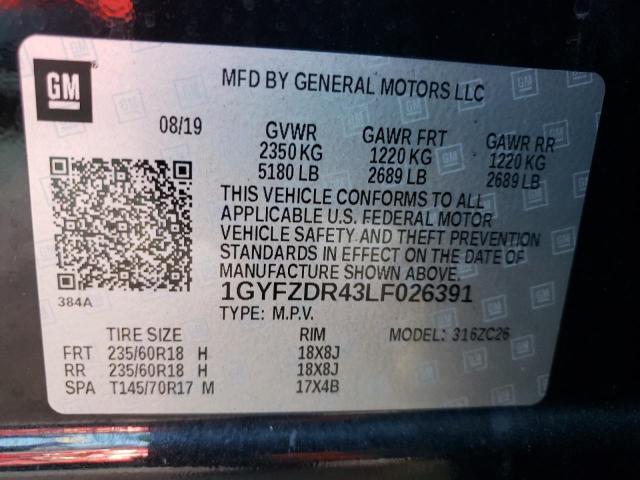 GM
MFD BY GENERAL MOTORS LLC
08/19
GVWR GAWR FRT GAWR RR
2350 KG 1220 KG 1220 KG
5180 LB 2689 LB 2689 LB
THIS VEHICLE CONFORMS TO ALL
APPLICABLE U.S. FEDERAL MOTOR
VEHICLE SAFETY AND THEFT PREVENTION
STANDARDS IN EFFECT ON THE DATE OF
MANUFACTURE SHOWN ABOVE.
384A
1GYFZDR43LF026391
TYPE: M.P.V.
TIRE SIZE RIM MODEL: 316ZC26
FRT 235/60R18 H 18X8J
RR 235/60R18 H 18X8J
SPA T145/70R17 M 17X4B